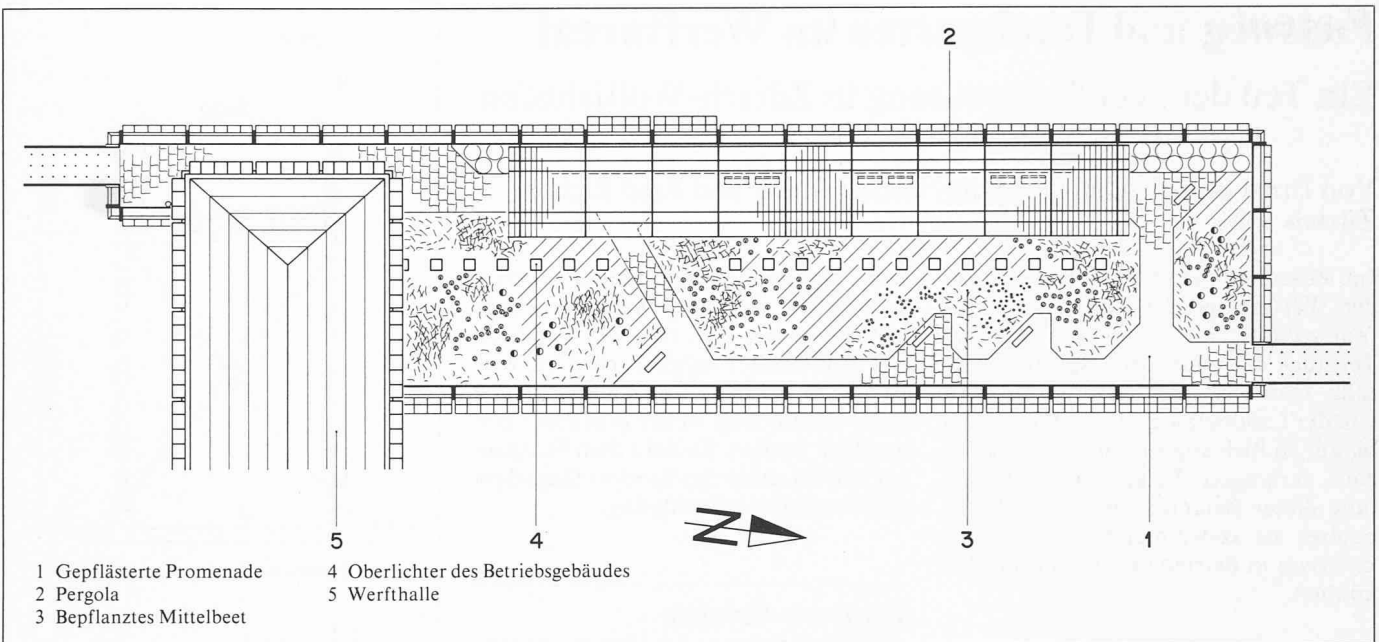 2
5
4
N
3
1
1 Gepflästerte Promenade
2 Pergola
3 Bepflanztes Mittelbeet
4 Oberlichter des Betriebsgebäudes
5 Werfthalle